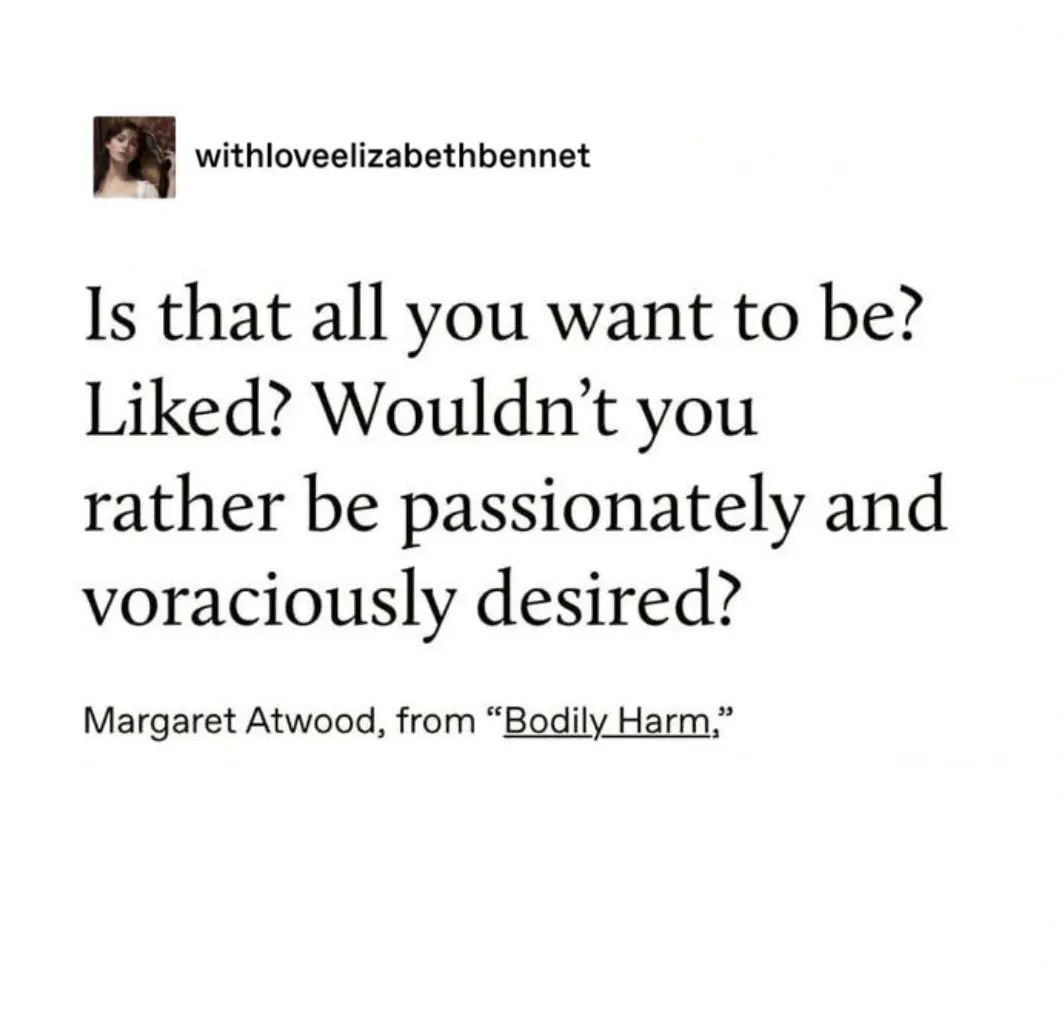 withloveelizabethbennet
Is that all you want to be?
Liked? Wouldn’t you
rather be passionately and
voraciously desired?
Margaret Atwood, from “Bodily Harm,”